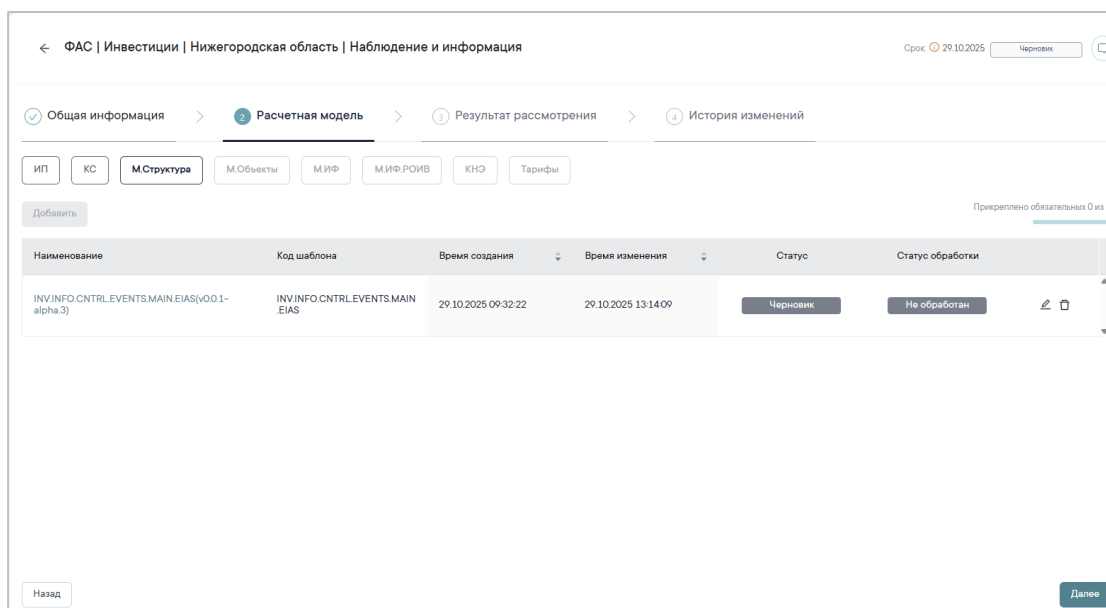 ФАС | Инвестиции | Нижегородская область | Наблюдение и информация
Срок: 29.10.2025 Черновик
Общая информация 2 Расчетная модель 3 Результат рассмотрения 4 История изменений
ИП КС М.Структура М.Объекты М.ИФ М.ИФ.РОИВ КНЭ Тарифы
Добавить Прикреплено обязательных 0 из
Наименование Код шаблона Время создания Время изменения Статус Статус обработки
INV.INFO.CNTRL.EVENTS.MAIN.EIAS(v0.0.1-
alpha.3)
INV.INFO.CNTRL.EVENTS.MAIN
.EIAS
29.10.2025 09:32:22 29.10.2025 13:14:09 Черновик Не обработан
Назад Далее